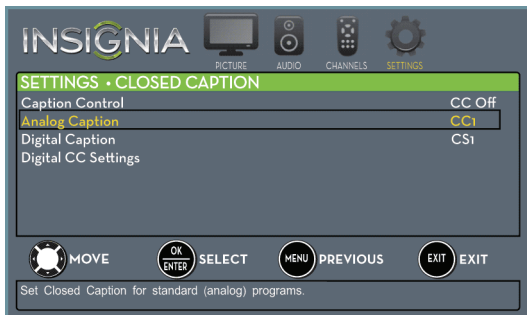 INSIGNIA
PICTURE AUDIO CHANNELS SETTINGS
SETTINGS • CLOSED CAPTION
Caption Control CC Off
Analog Caption CC1
Digital Caption CS1
Digital CC Settings
MOVE OK ENTER SELECT MENU PREVIOUS EXIT EXIT
Set Closed Caption for standard (analog) programs.